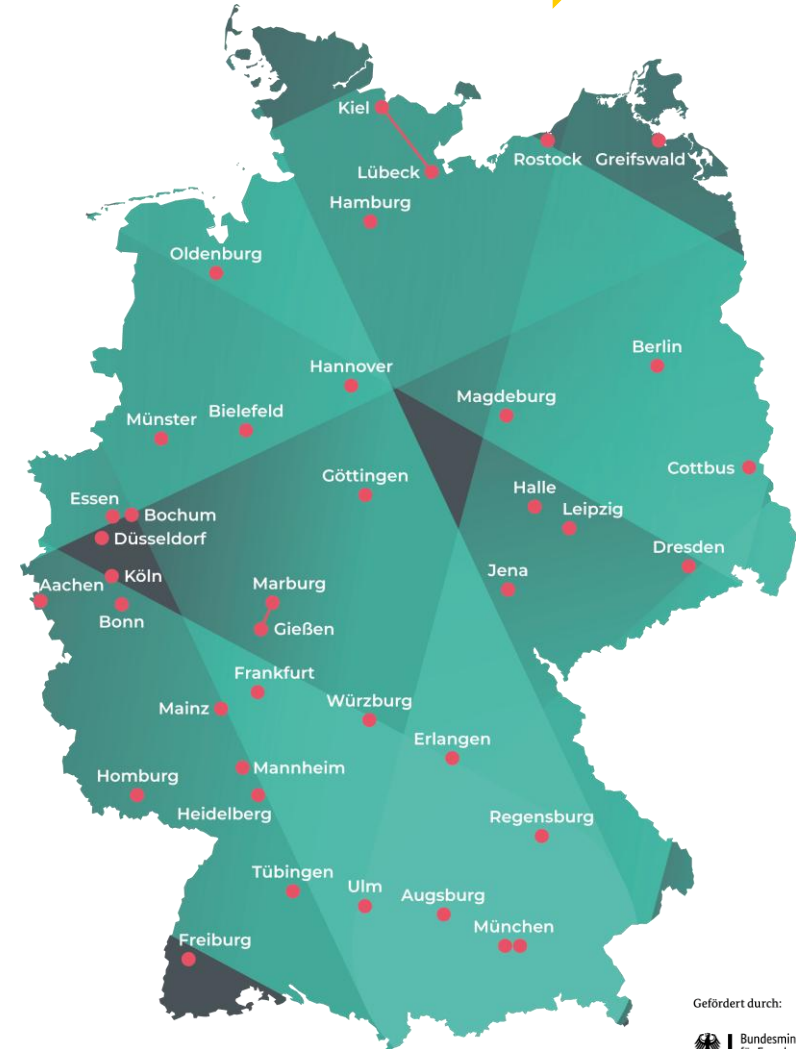 Kiel
Lübeck
Rostock
Greifswald
Hamburg
Oldenburg
Berlin
Hannover
Magdeburg
Münster
Bielefeld
Cottbus
Göttingen
Halle
Leipzig
Essen
Bochum
Düsseldorf
Dresden
Köln
Aachen
Bonn
Marburg
Jena
Gießen
Frankfurt
Mainz
Würzburg
Erlangen
Homburg
Mannheim
Heidelberg
Regensburg
Tübingen
Ulm
Augsburg
München
Freiburg
Gefördert durch:
Bundesmin